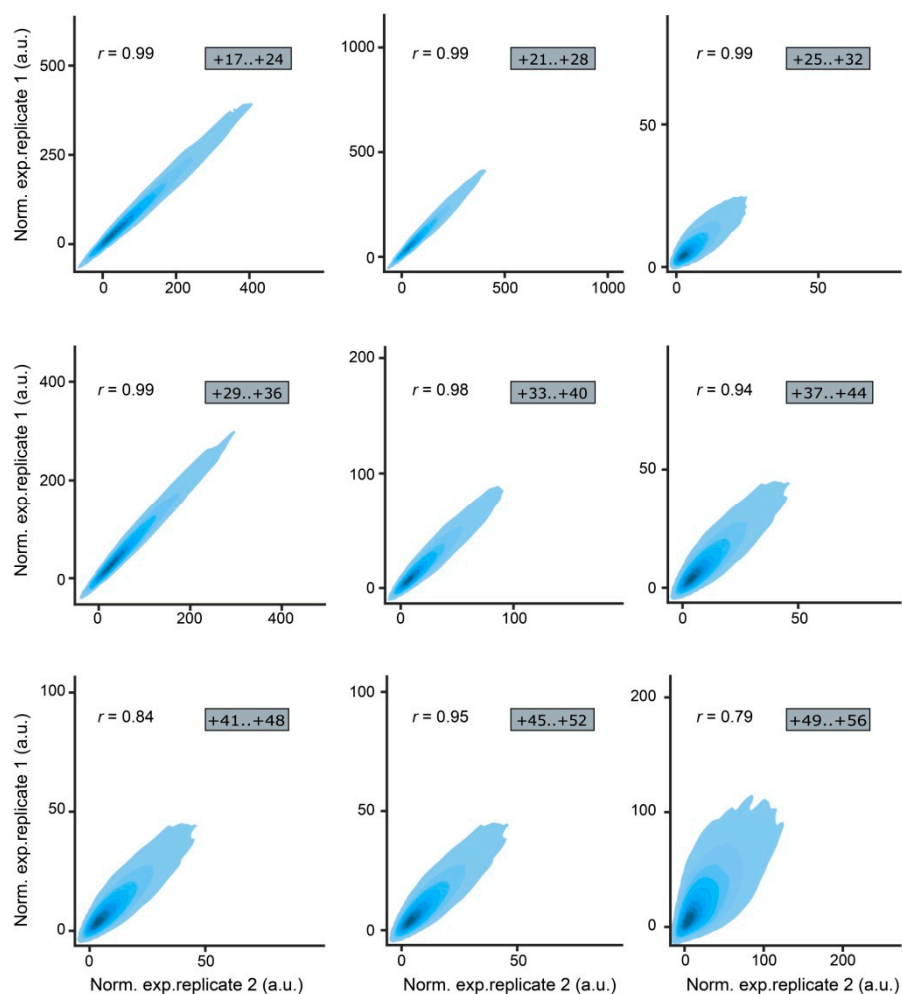 Norm. exp.replicate 1 (a.u.)
500
250
0
r = 0.99
+17..+24
0 200 400
1000
500
0
r = 0.99
+21..+28
0 500 1000
50
0
r = 0.99
+25..+32
0 50
Norm. exp.replicate 1 (a.u.)
400
200
0
r = 0.99
+29..+36
0 200 400
200
100
0
r = 0.98
+33..+40
0 100
50
0
r = 0.94
+37..+44
0 50
Norm. exp.replicate 1 (a.u.)
100
50
0
r = 0.84
+41..+48
0 50
Norm. exp.replicate 2 (a.u.)
100
50
0
r = 0.95
+45..+52
0 50
Norm. exp.replicate 2 (a.u.)
200
100
0
r = 0.79
+49..+56
0 100 200
Norm. exp.replicate 2 (a.u.)